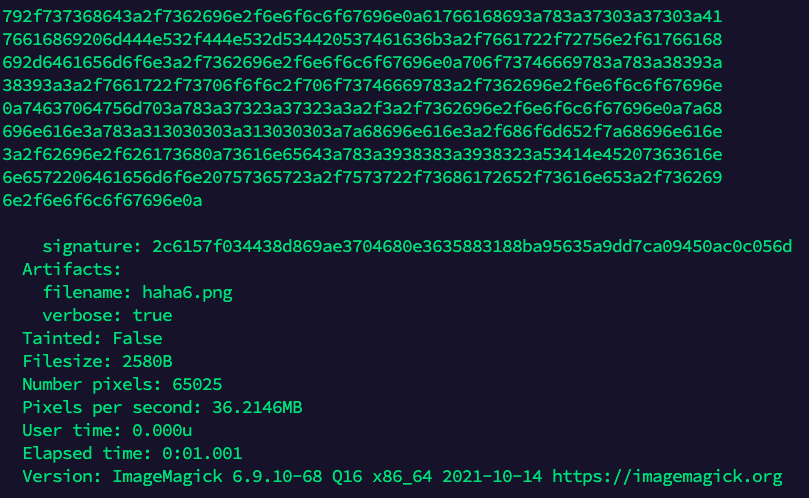 792f737368643a2f7362696e2f6e6f6c6f67696e0a61766168693a783a37303a37303a41
76616869206d444e532f444e532d534420537461636b3a2f7661722f72756e2f61766168
692d6461656d6f6e3a2f7362696e2f6e6f6c6f67696e0a706f73746669783a783a38393a
38393a3a2f7661722f73706f6f6c2f706f73746669783a2f7362696e2f6e6f6c6f67696e
0a74637064756d703a783a37323a37323a3a2f3a2f7362696e2f6e6f6c6f67696e0a7a68
696e616e3a783a313030303a313030303a7a68696e616e3a2f686f6d652f7a68696e616e
3a2f62696e2f626173680a73616e65643a783a3938383a3938323a53414e45207363616e
6e6572206461656d6f6e20757365723a2f7573722f73686172652f73616e653a2f736269
6e2f6e6f6c6f67696e0a
signature: 2c6157f034438d869ae3704680e3635883188ba95635a9dd7ca09450ac0c056d
Artifacts:
filename: haha6.png
verbose: true
Tainted: False
Filesize: 2580B
Number pixels: 65025
Pixels per second: 36.2146MB
User time: 0.000u
Elapsed time: 0:01.001
Version: ImageMagick 6.9.10-68 Q16 x86_64 2021-10-14 https://imagemagick.org